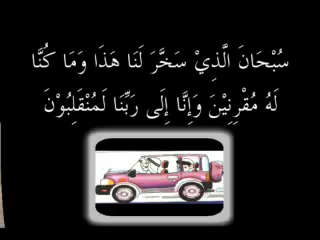 سُبْحَانَ الَّذِيْ سَخَّرَ لَنَا هَذَا وَمَا كُنَّا
لَهُ مُقْرِنِيْنَ وَإِنَّا إِلَى رَبِّنَا لَمُنْقَلِبُوْنَ